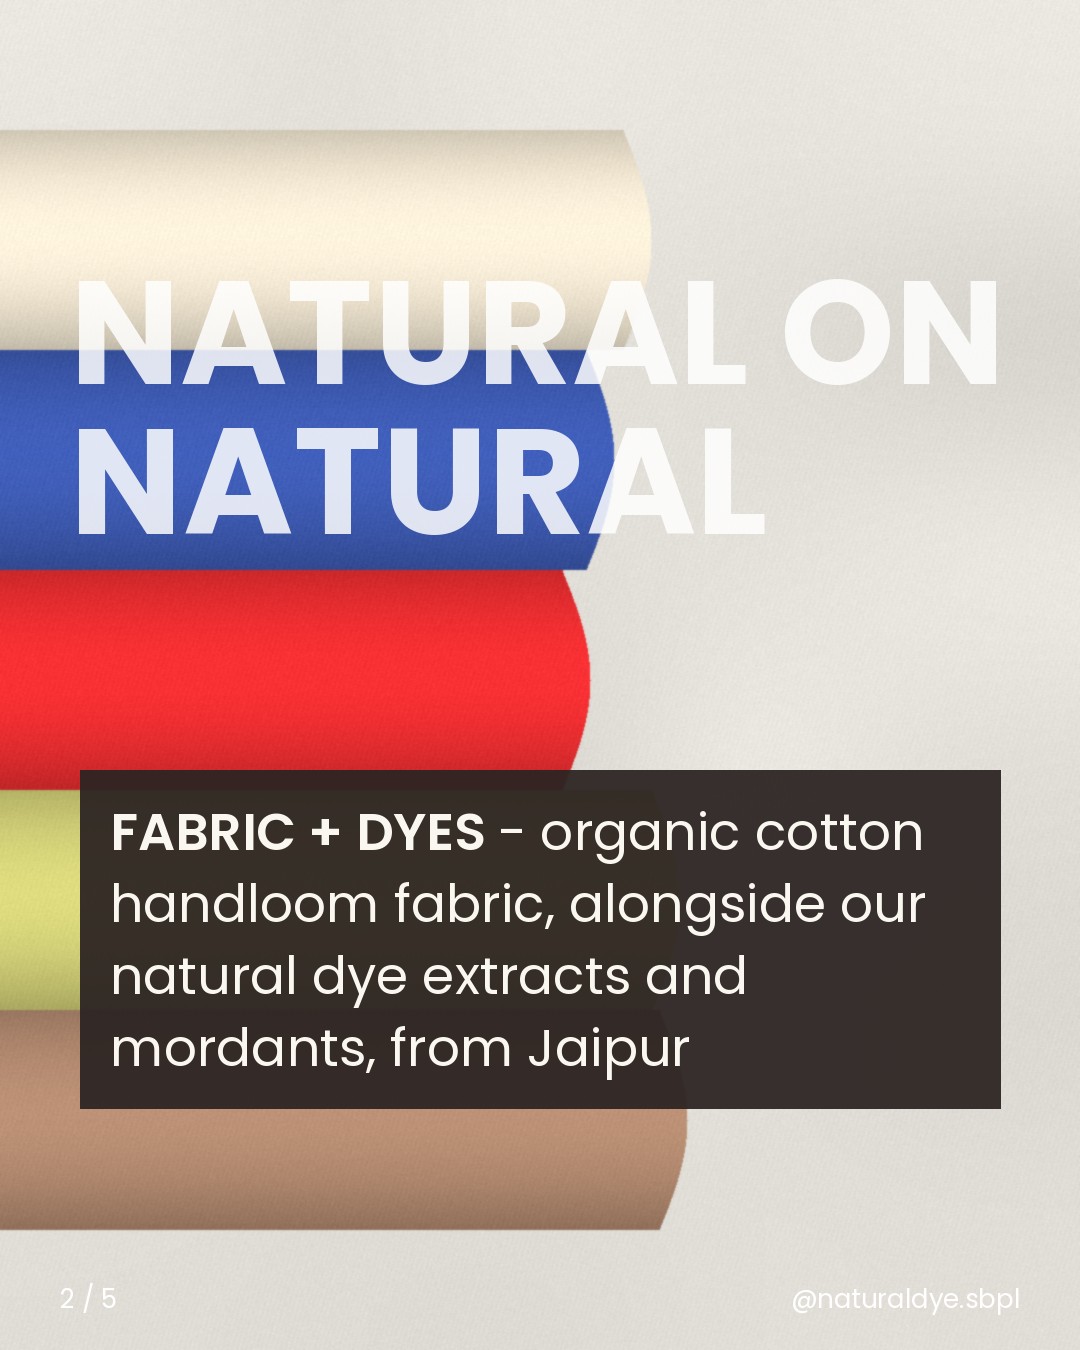 NATURAL ON
NATURAL
FABRIC + DYES - organic cotton
handloom fabric, alongside our
natural dye extracts and
mordants, from Jaipur
2 / 5
@naturaldye.sbpl